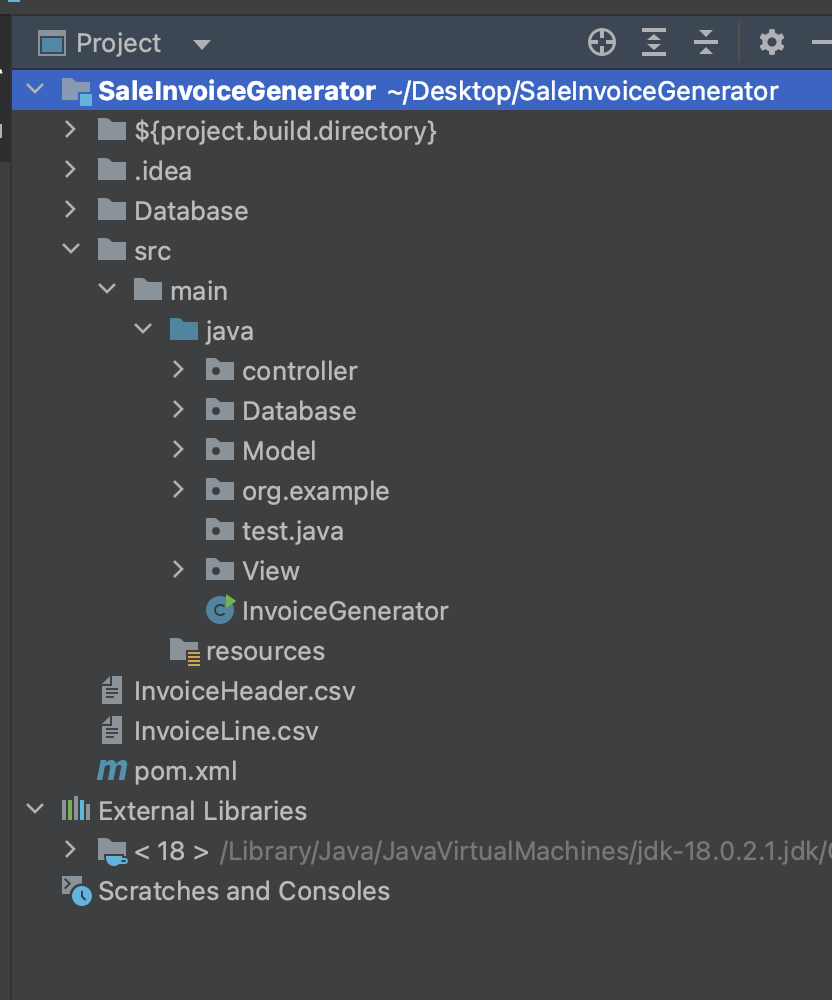 Project
SaleInvoiceGenerator ~/Desktop/SaleInvoiceGenerator
${project.build.directory}
.idea
Database
src
main
java
controller
Database
Model
org.example
test.java
View
InvoiceGenerator
resources
InvoiceHeader.csv
InvoiceLine.csv
pom.xml
External Libraries
< 18 > /Library/Java/JavaVirtualMachines/jdk-18.0.2.1.jdk/
Scratches and Consoles